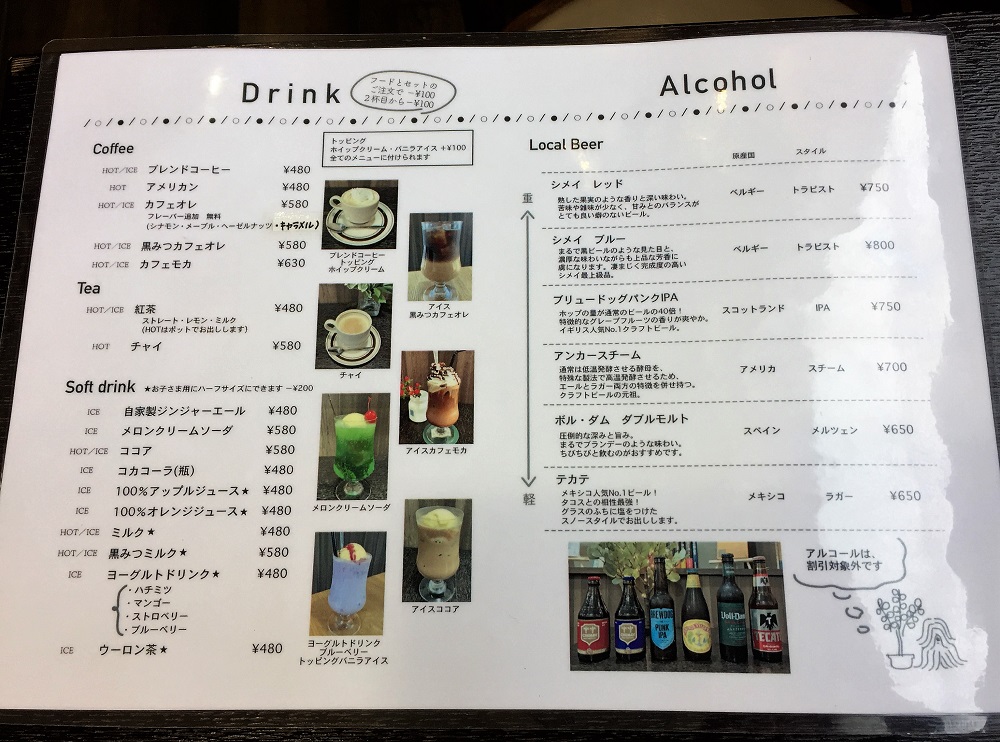 Drink
フードとセットの
ご注文で −¥100
2杯目から−¥100
Coffee
HOT/ICE ブレンドコーヒー ¥480
HOT アメリカン ¥480
HOT/ICE カフェオレ ¥580
フレーバー追加 無料
(シナモン・メープル・ヘーゼルナッツ・キャラメル)
HOT/ICE 黒みつカフェオレ ¥580
HOT/ICE カフェモカ ¥630
Tea
HOT/ICE 紅茶 ¥480
ストレート・レモン・ミルク
(HOTはポットでお出しします)
HOT チャイ ¥580
Soft drink ★お子さま用にハーフサイズにできます −¥200
ICE 自家製ジンジャーエール ¥480
ICE メロンクリームソーダ ¥580
HOT/ICE ココア ¥580
ICE コカコーラ(瓶) ¥480
ICE 100%アップルジュース★ ¥480
ICE 100%オレンジジュース★ ¥480
HOT/ICE ミルク★ ¥480
HOT/ICE 黒みつミルク★ ¥580
ICE ヨーグルトドリンク★ ¥480
・ハチミツ
・マンゴー
・ストロベリー
・ブルーベリー
ICE ウーロン茶★ ¥480
トッピング
ホイップクリーム・バニラアイス +¥100
全てのメニューに付けられます
ブレンドコーヒー
トッピング
ホイップクリーム
アイス
黒みつカフェオレ
チャイ
アイスカフェモカ
メロンクリームソーダ
アイスココア
ヨーグルトドリンク
ブルーベリー
トッピングバニラアイス
Alcohol
Local Beer 原産国 スタイル
重
シメイ レッド ベルギー トラピスト ¥750
熟した果実のような香りと深い味わい。
苦味や雑味が少なく、甘みとのバランスが
とても良い癖のないビール。
シメイ ブルー ベルギー トラピスト ¥800
まるで黒ビールのような見た目と、
濃厚な味わいながらも上品な芳香に
虜になります。凄まじく完成度の高い
シメイ最上級品。
ブリュードッグパンクIPA スコットランド IPA ¥750
ホップの量が通常のビールの40倍！
特徴的なグレープフルーツの香りが爽やか。
イギリス人気No.1クラフトビール。
アンカースチーム アメリカ スチーム ¥700
通常は低温発酵させる酵母を、
特殊な製法で高温発酵させるため、
エールとラガー両方の特徴を併せ持つ。
クラフトビールの元祖。
ボル・ダム ダブルモルト スペイン メルツェン ¥650
圧倒的な深みと旨み。
まるでブランデーのような味わい。
ちびちびと飲むのがおすすめです。
軽
テカテ メキシコ ラガー ¥650
メキシコ人気No.1ビール！
タコスとの相性最強！
グラスのふちに塩をつけた
スノースタイルでお出しします。
アルコールは、
割引対象外です
BREWDOG
PUNK
IPA
Voll-Damm
TECATE